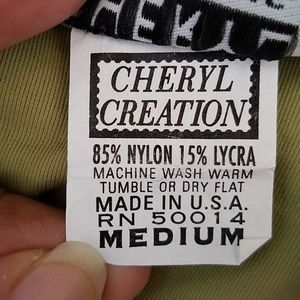 CHERYL
CREATION
85% NYLON 15% LYCRA
MACHINE WASH WARM
TUMBLE OR DRY FLAT
MADE IN U.S.A.
RN 50014
MEDIUM